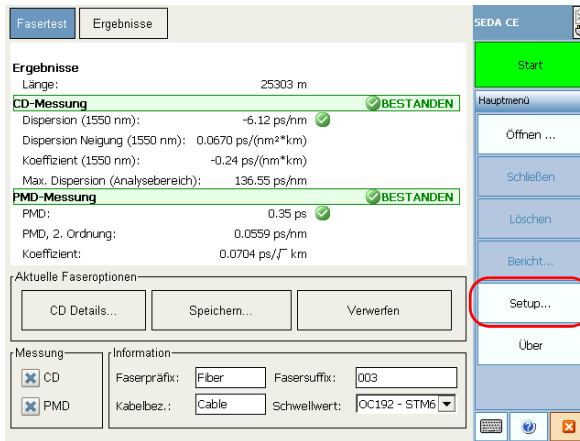 Fasertest Ergebnisse
SEDA CE
Ergebnisse
Länge: 25303 m
CD-Messung BESTANDEN
Dispersion (1550 nm): -6.12 ps/nm
Dispersion Neigung (1550 nm): 0.0670 ps/(nm²*km)
Koeffizient (1550 nm): -0.24 ps/(nm*km)
Max. Dispersion (Analysebereich): 136.55 ps/nm
PMD-Messung BESTANDEN
PMD: 0.35 ps
PMD, 2. Ordnung: 0.0559 ps/nm
Koeffizient: 0.0704 ps/√ km
Aktuelle Faseroptionen
CD Details... Speichern... Verwerfen
Messung
CD
PMD
Information
Faserpräfix: Fiber Fasersuffix: 003
Kabelbez.: Cable Schwellwert: OC192 - STM6
Start
Hauptmenü
Öffnen ...
Schließen
Löschen
Bericht...
Setup...
Über